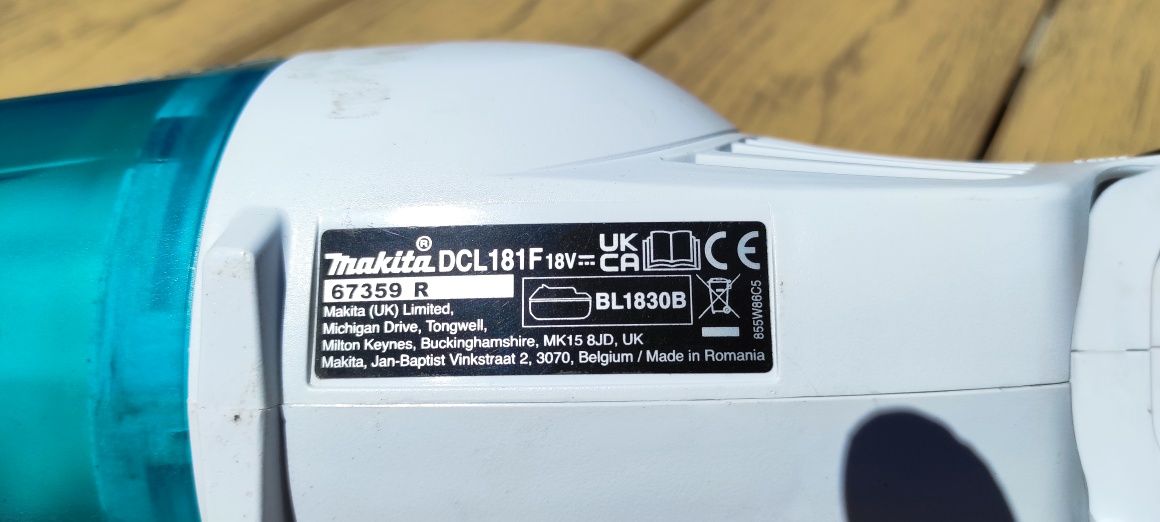 makita® DCL181F 18V UK CA CE
67359 R
BL1830B
Makita (UK) Limited,
Michigan Drive, Tongwell,
Milton Keynes, Buckinghamshire, MK15 8JD, UK
Makita, Jan-Baptist Vinkstraat 2, 3070, Belgium / Made in Romania
855W86C5